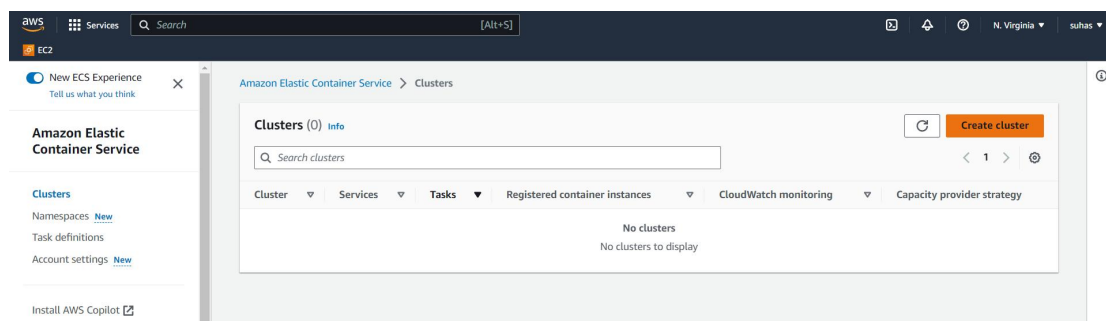 aws Services Search [Alt+S] N. Virginia suhas
EC2
New ECS Experience
Tell us what you think
Amazon Elastic
Container Service
Clusters
Namespaces New
Task definitions
Account settings New
Install AWS Copilot
Amazon Elastic Container Service > Clusters
Clusters (0) Info Create cluster
Search clusters < 1 >
Cluster Services Tasks Registered container instances CloudWatch monitoring Capacity provider strategy
No clusters
No clusters to display